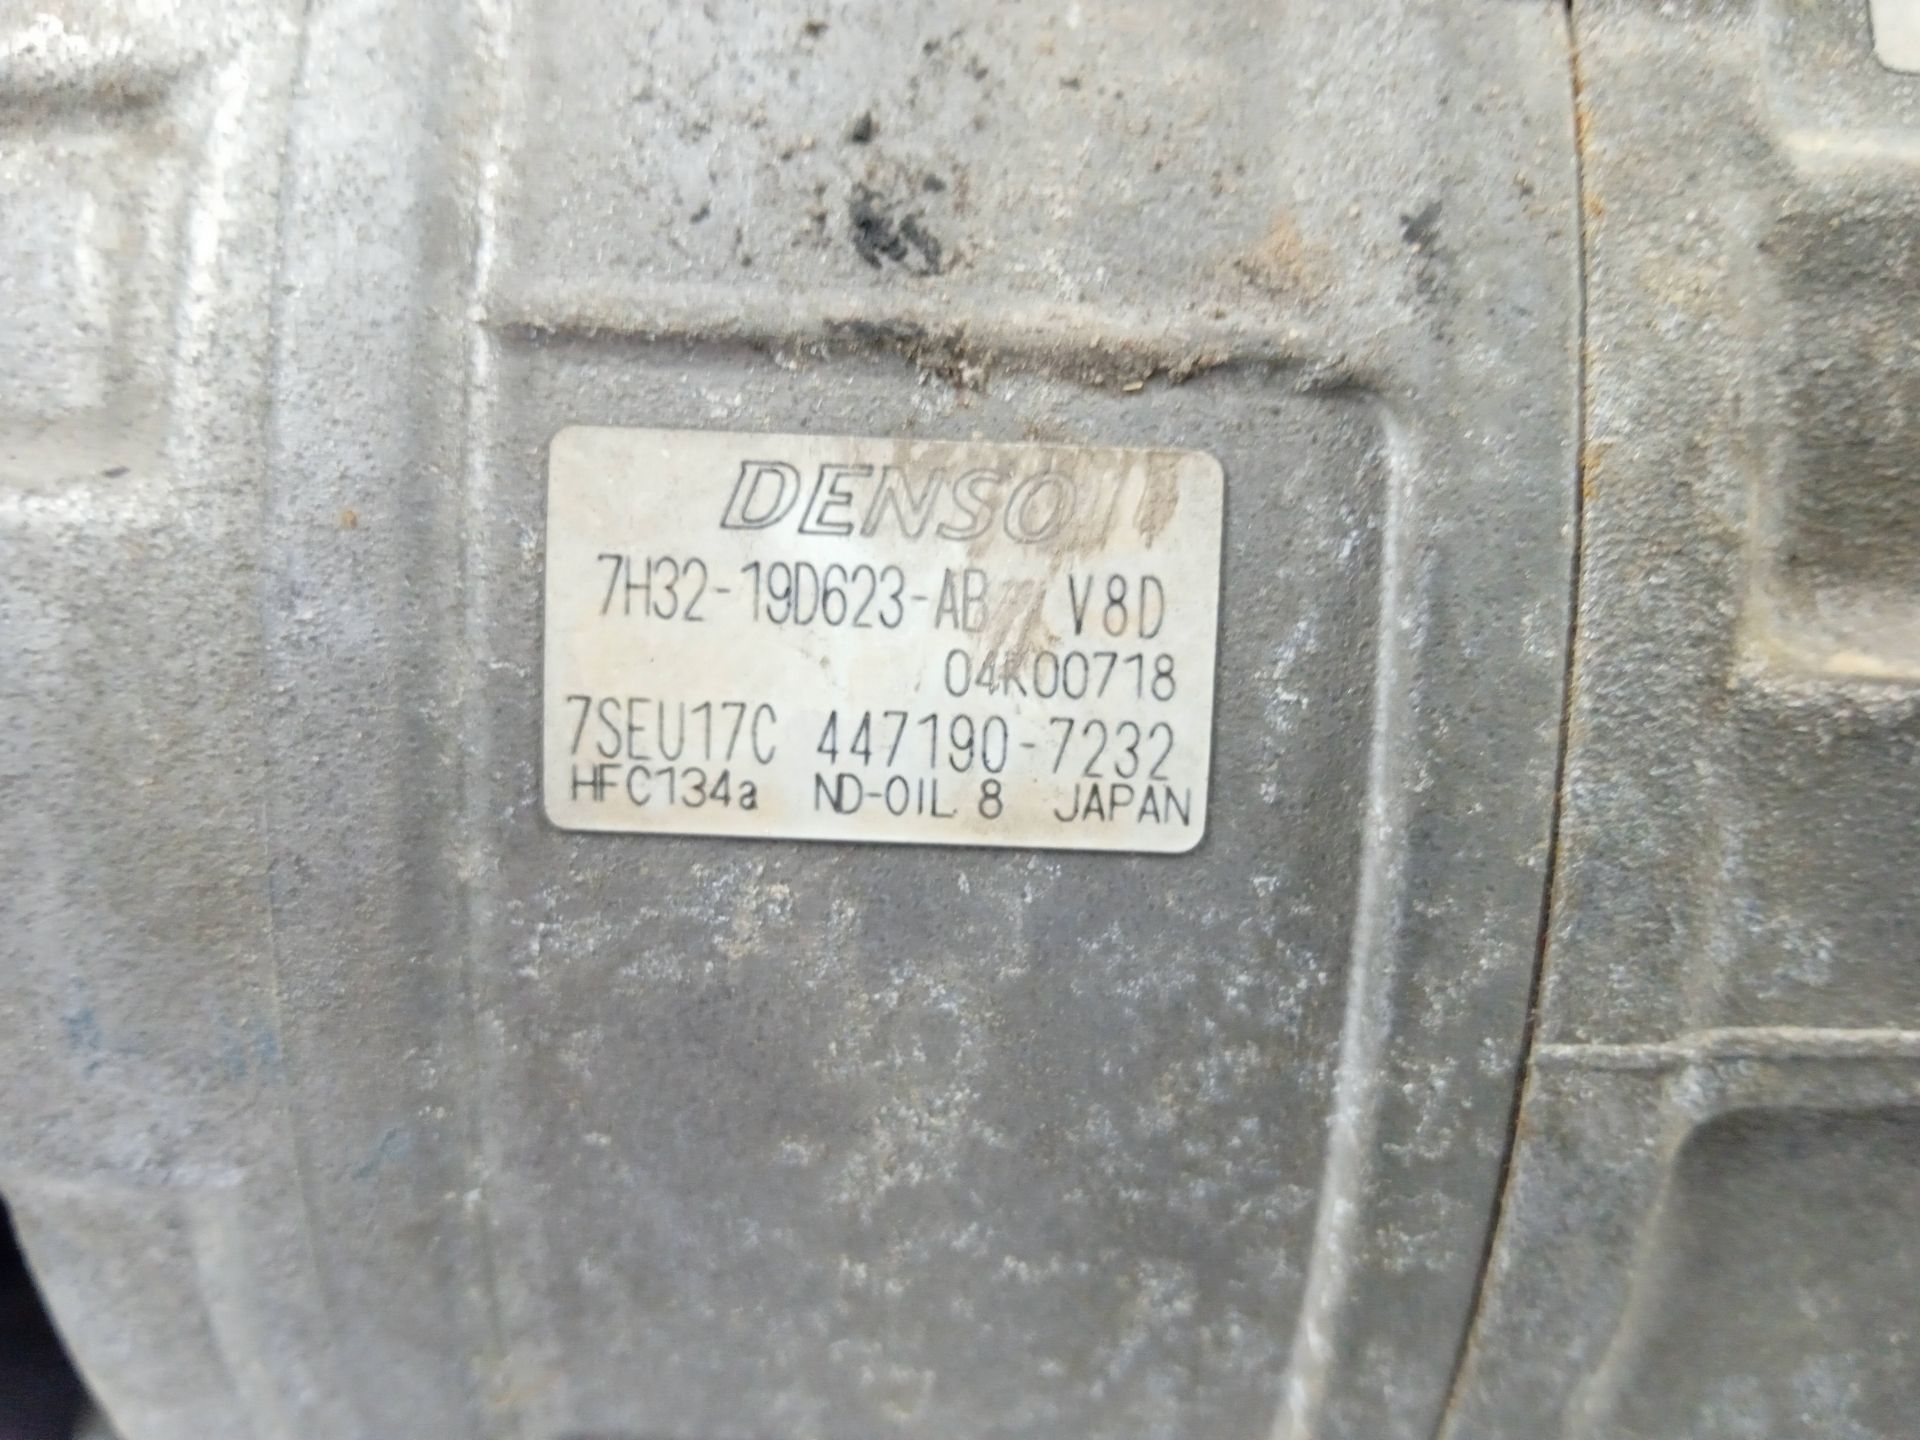 DENSO
7H32-19D623-AB V8D
04K00718
7SEU17C 447190-7232
HFC134a ND-OIL 8 JAPAN